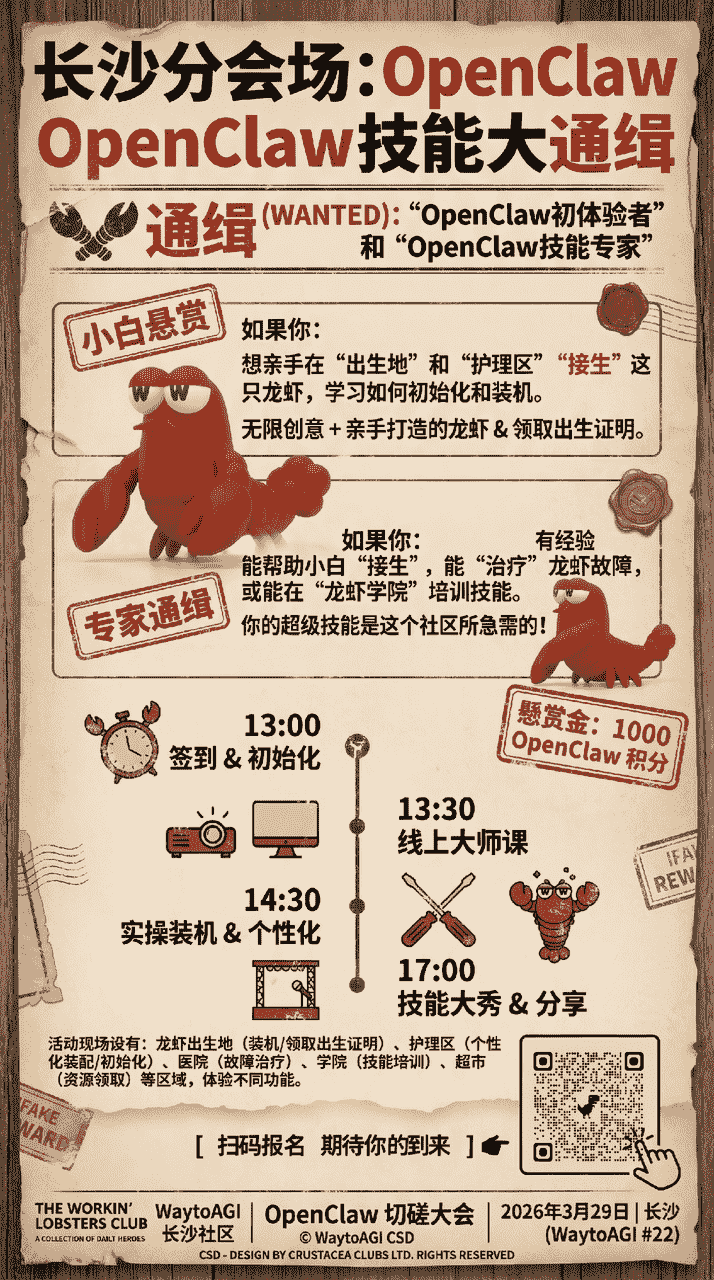 长沙分会场：OpenClaw
OpenClaw技能大通缉
通缉(WANTED)：“OpenClaw初体验者”
和“OpenClaw技能专家”
小白悬赏
如果你：
想亲手在“出生地”和“护理区”“接生”这
只龙虾，学习如何初始化和装机。
无限创意 + 亲手打造的龙虾 & 领取出生证明。
如果你： 有经验
能帮助小白“接生”，能“治疗”龙虾故障，
或能在“龙虾学院”培训技能。
你的超级技能是这个社区所急需的！
专家通缉
懸赏金：1000
OpenClaw 积分
13:00
签到 & 初始化
13:30
线上大师课
14:30
实操装机 & 个性化
17:00
技能大秀 & 分享
REW
活动现场设有：龙虾出生地（装机/领取出生证明）、护理区（个性
化装配/初始化）、医院（故障治疗）、学院（技能培训）、超市
（资源领取）等区域，体验不同功能。
FAKE
WARD
[ 扫码报名 期待你的到来 ]
THE WORKIN'
LOBSTERS CLUB
A COLLECTION OF DAILT HEROES
WaytoAGI
长沙社区
OpenClaw 切磋大会
© WaytoAGI CSD
2026年3月29日 | 长沙
(WaytoAGI #22)
CSD - DESIGN BY CRUSTACEA CLUBS LTD. RIGHTS RESERVED